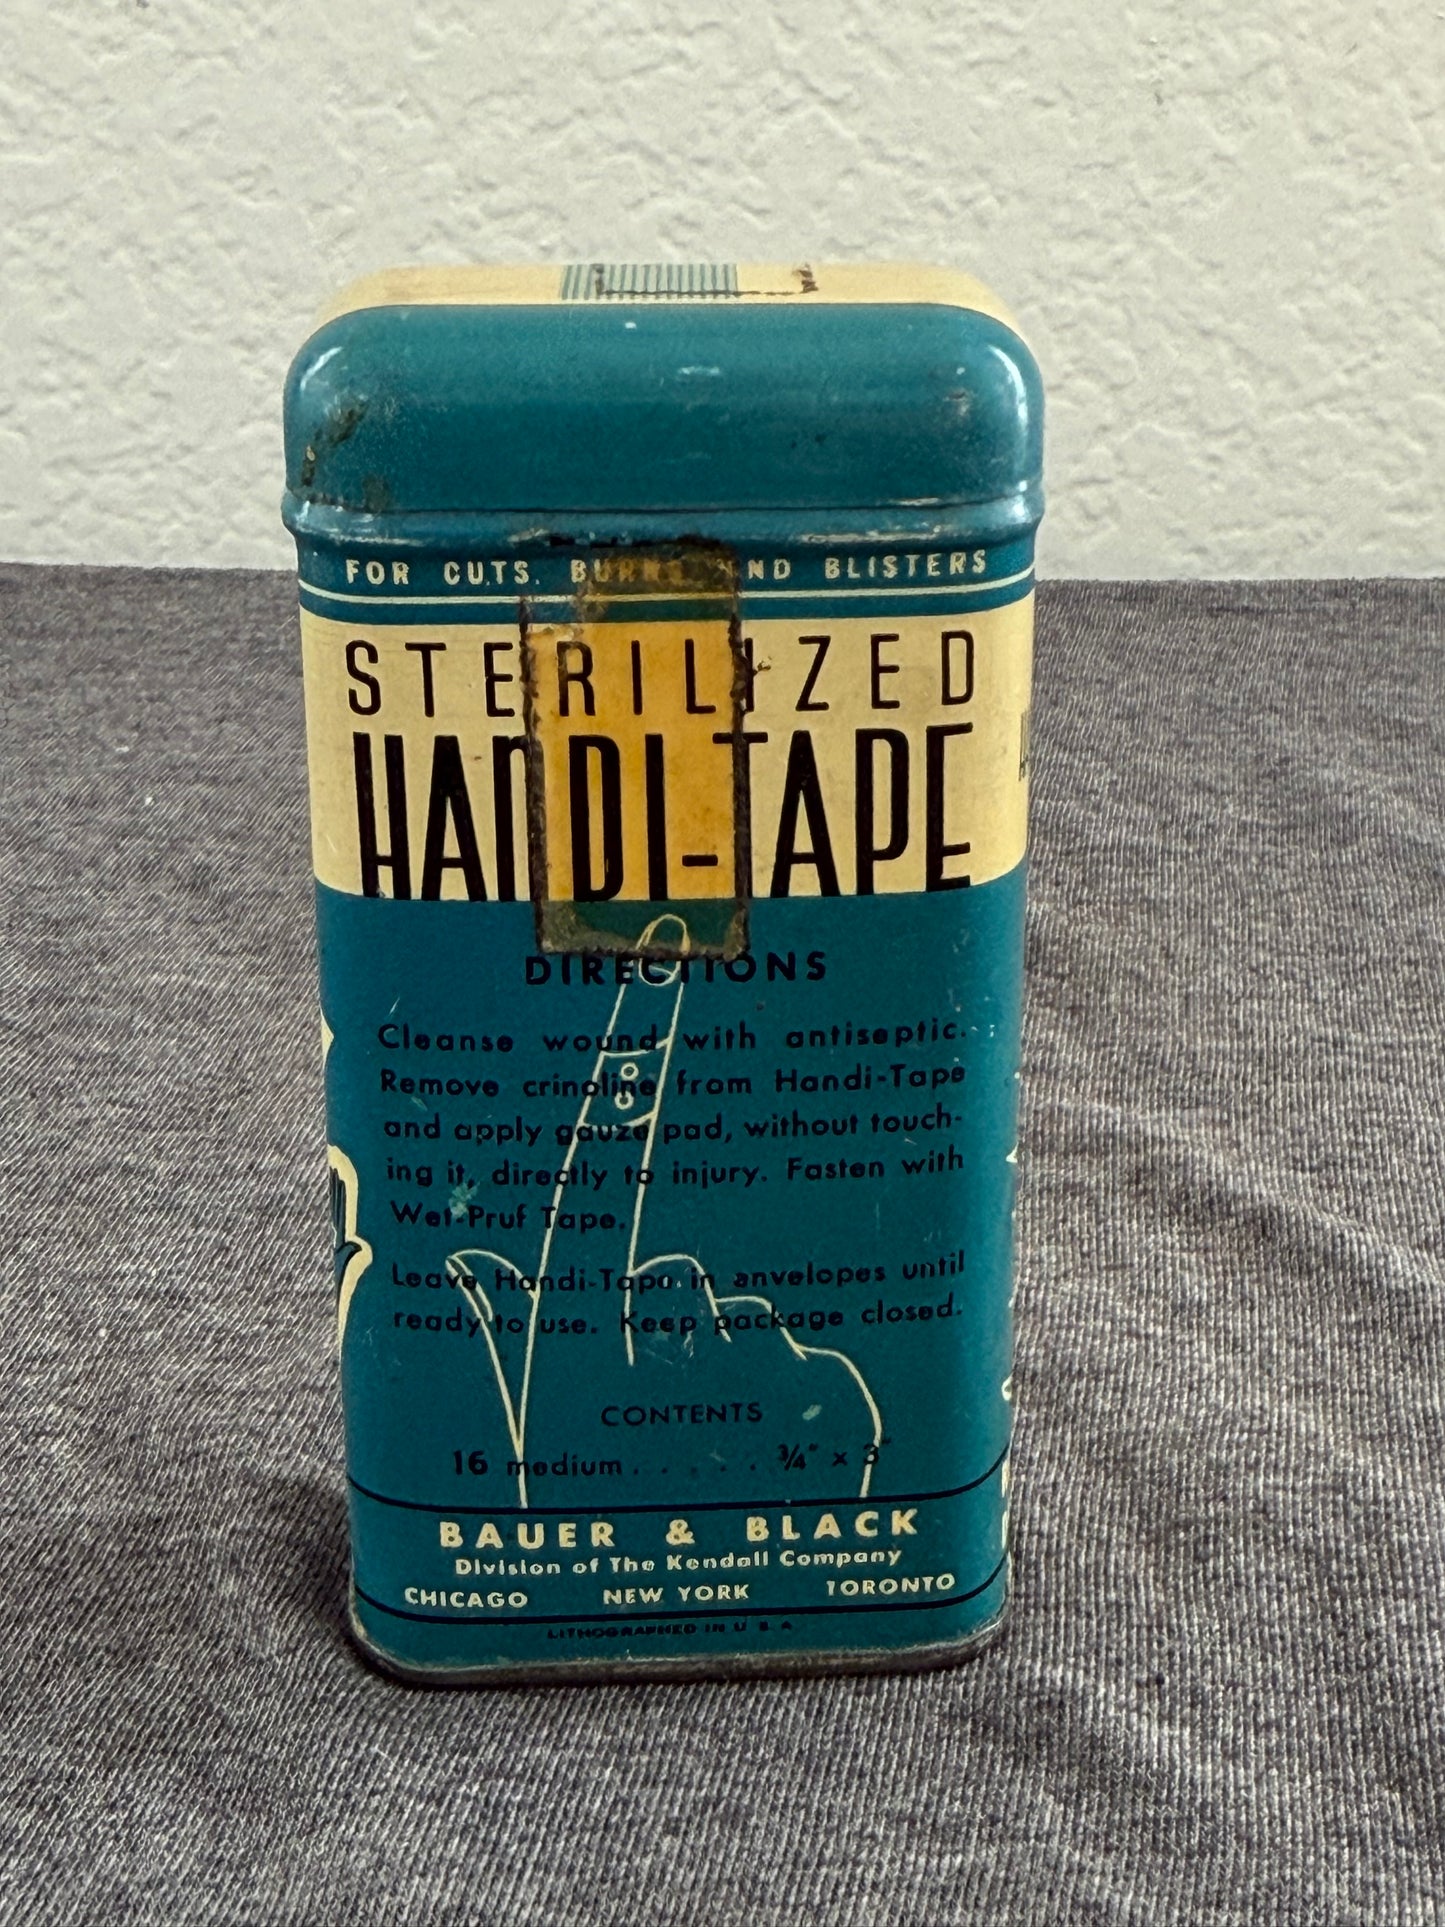 FOR CUTS, BURNS AND BLISTERS
STERILIZED
HANDI-TAPE
DIRECTIONS
Cleanse wound with antiseptic.
Remove crinoline from Handi-Tape
and apply gauze pad, without touch-
ing it, directly to injury. Fasten with
Wet-Pruf Tape.
Leave Handi-Tape in envelopes until
ready to use. Keep package closed.
CONTENTS
16 medium . . . . . ¾" x 3"
BAUER & BLACK
Division of The Kendall Company
CHICAGO NEW YORK TORONTO
LITHOGRAPHED IN U S A